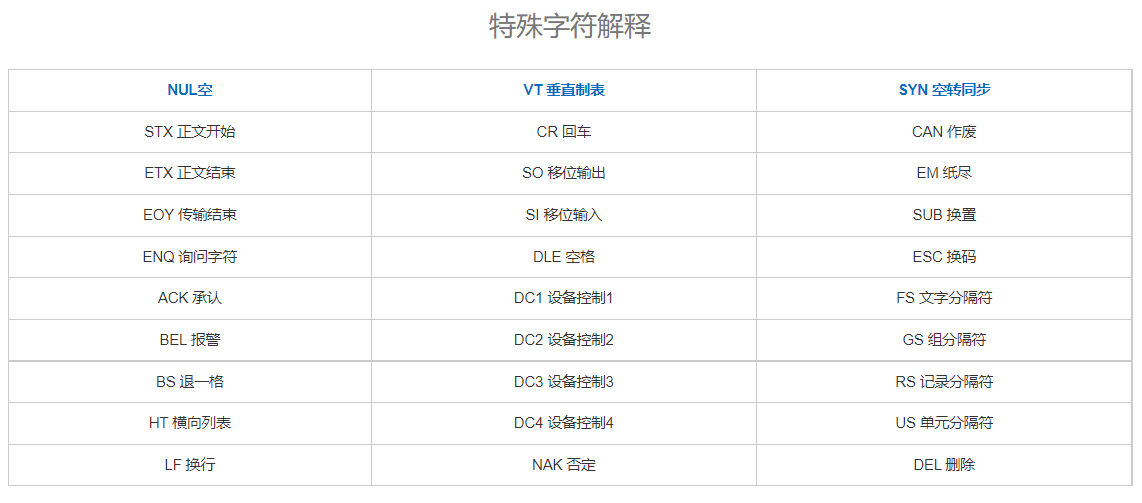 特殊字符解释
NUL空 VT 垂直制表 SYN 空转同步
STX 正文开始 CR 回车 CAN 作废
ETX 正文结束 SO 移位输出 EM 纸尽
EOY 传输结束 SI 移位输入 SUB 换置
ENQ 询问字符 DLE 空格 ESC 换码
ACK 承认 DC1 设备控制1 FS 文字分隔符
BEL 报警 DC2 设备控制2 GS 组分隔符
BS 退一格 DC3 设备控制3 RS 记录分隔符
HT 横向列表 DC4 设备控制4 US 单元分隔符
LF 换行 NAK 否定 DEL 删除